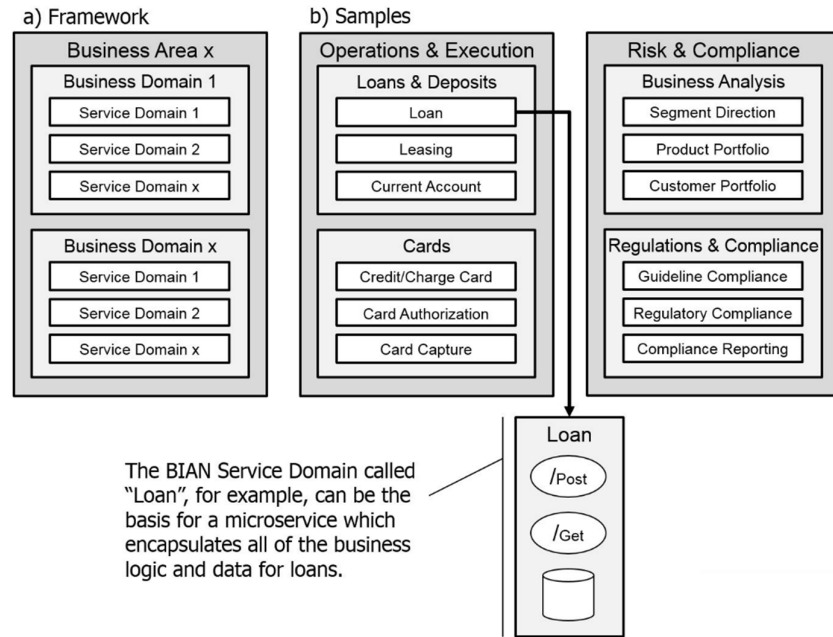 a) Framework
Business Area x
Business Domain 1
Service Domain 1
Service Domain 2
Service Domain x
Business Domain x
Service Domain 1
Service Domain 2
Service Domain x
b) Samples
Operations & Execution
Loans & Deposits
Loan
Leasing
Current Account
Cards
Credit/Charge Card
Card Authorization
Card Capture
Risk & Compliance
Business Analysis
Segment Direction
Product Portfolio
Customer Portfolio
Regulations & Compliance
Guideline Compliance
Regulatory Compliance
Compliance Reporting
The BIAN Service Domain called
“Loan”, for example, can be the
basis for a microservice which
encapsulates all of the business
logic and data for loans.
Loan
/Post
/Get